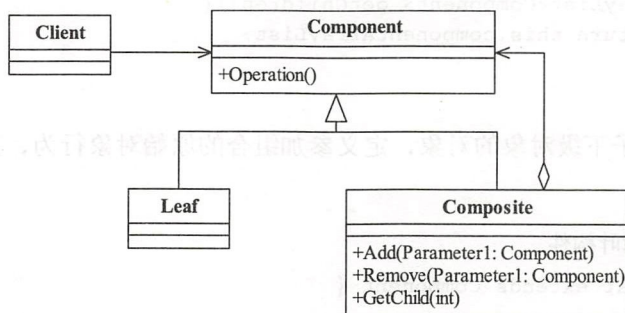 Client
Component
+Operation()
Leaf
Composite
+Add(Parameter1: Component)
+Remove(Parameter1: Component)
+GetChild(int)